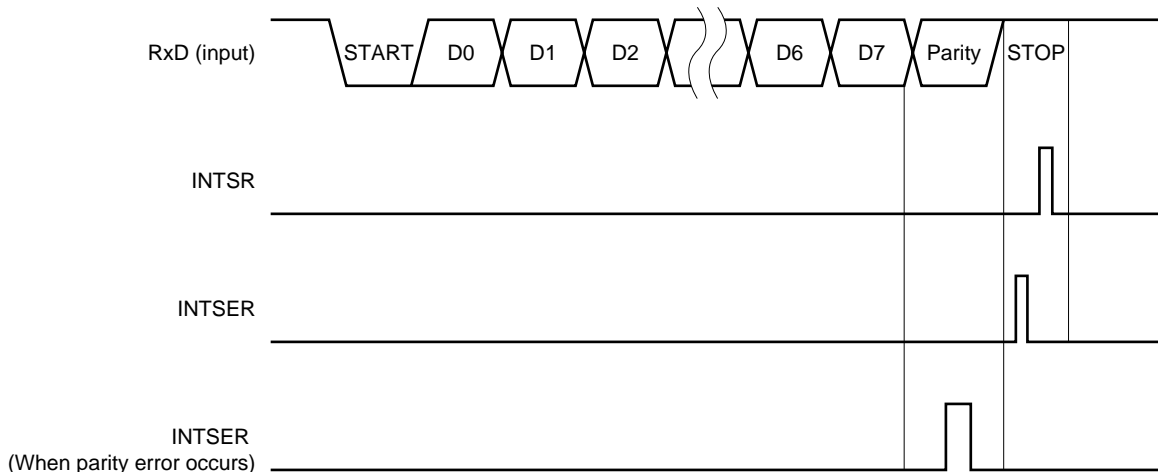 RxD (input) START D0 D1 D2 D6 D7 Parity STOP
INTSR
INTSER
INTSER
(When parity error occurs)